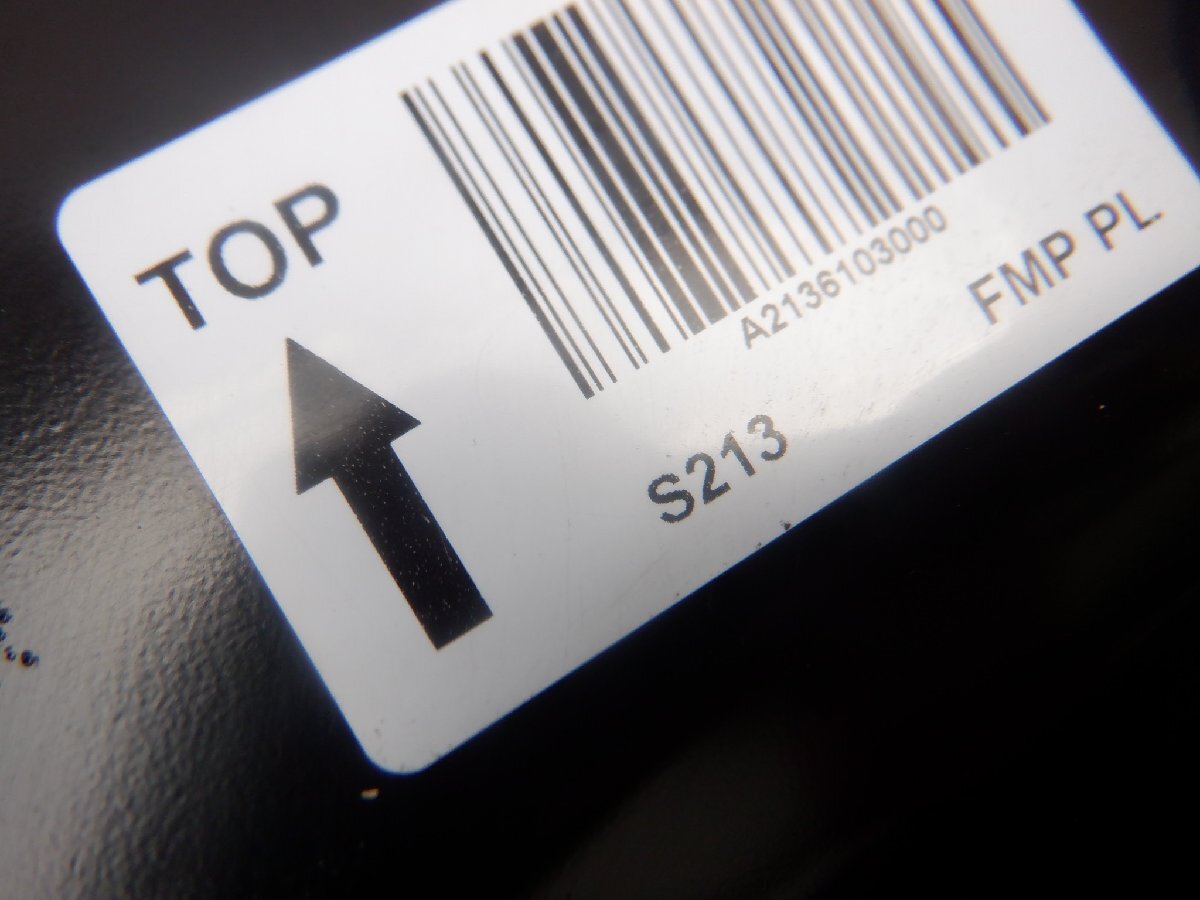 TOP
A2136103000
FMP PL.
S213